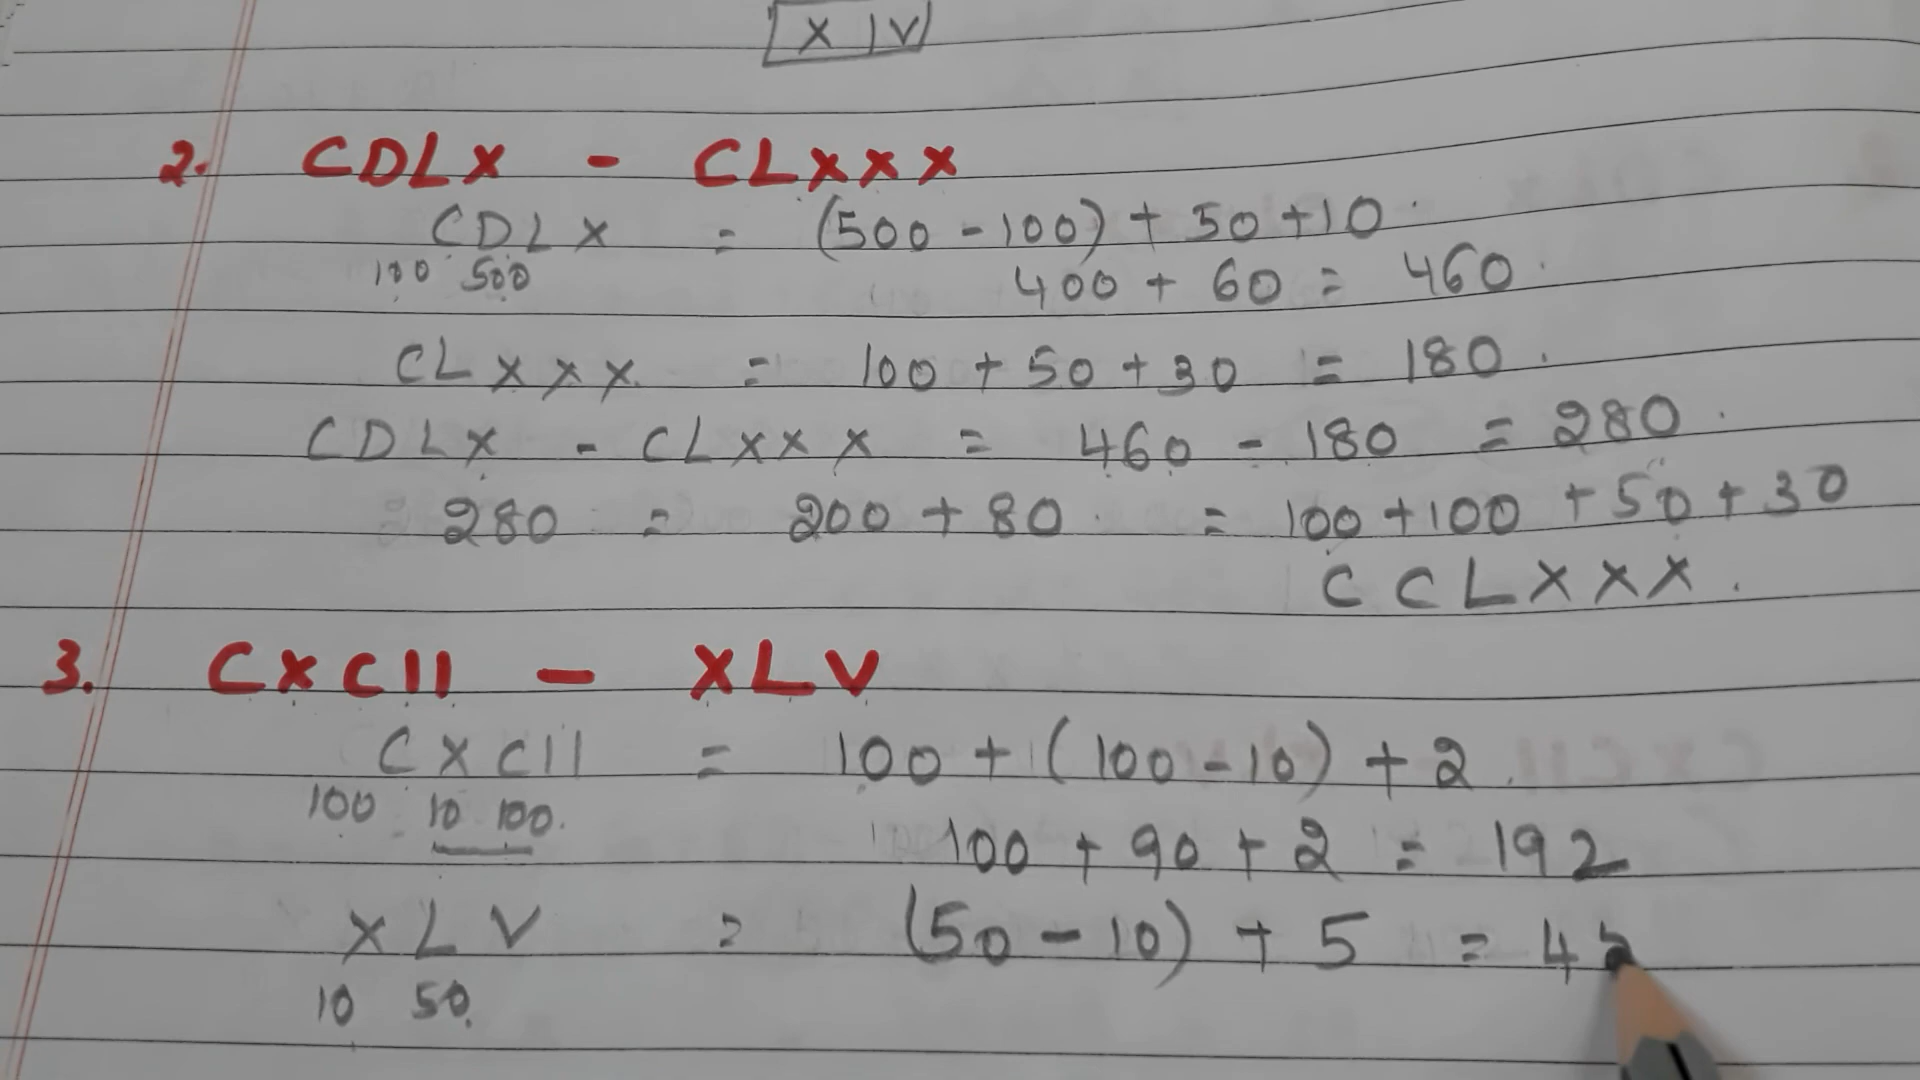 X IV
2. CDLX - CLXXX
CDLX = (500 - 100) + 50 + 10.
100 500
400 + 60 = 460.
CLXXX = 100 + 50 + 30 = 180.
CDLX - CLXXX = 460 - 180 = 280.
280 = 200 + 80 = 100 + 100 + 50 + 30
CCLXXX.
3. CXCII - XLV
CXCII = 100 + (100 - 10) + 2.
100 10 100.
100 + 90 + 2 = 192
XLV = (50 - 10) + 5 = 45
10 50.